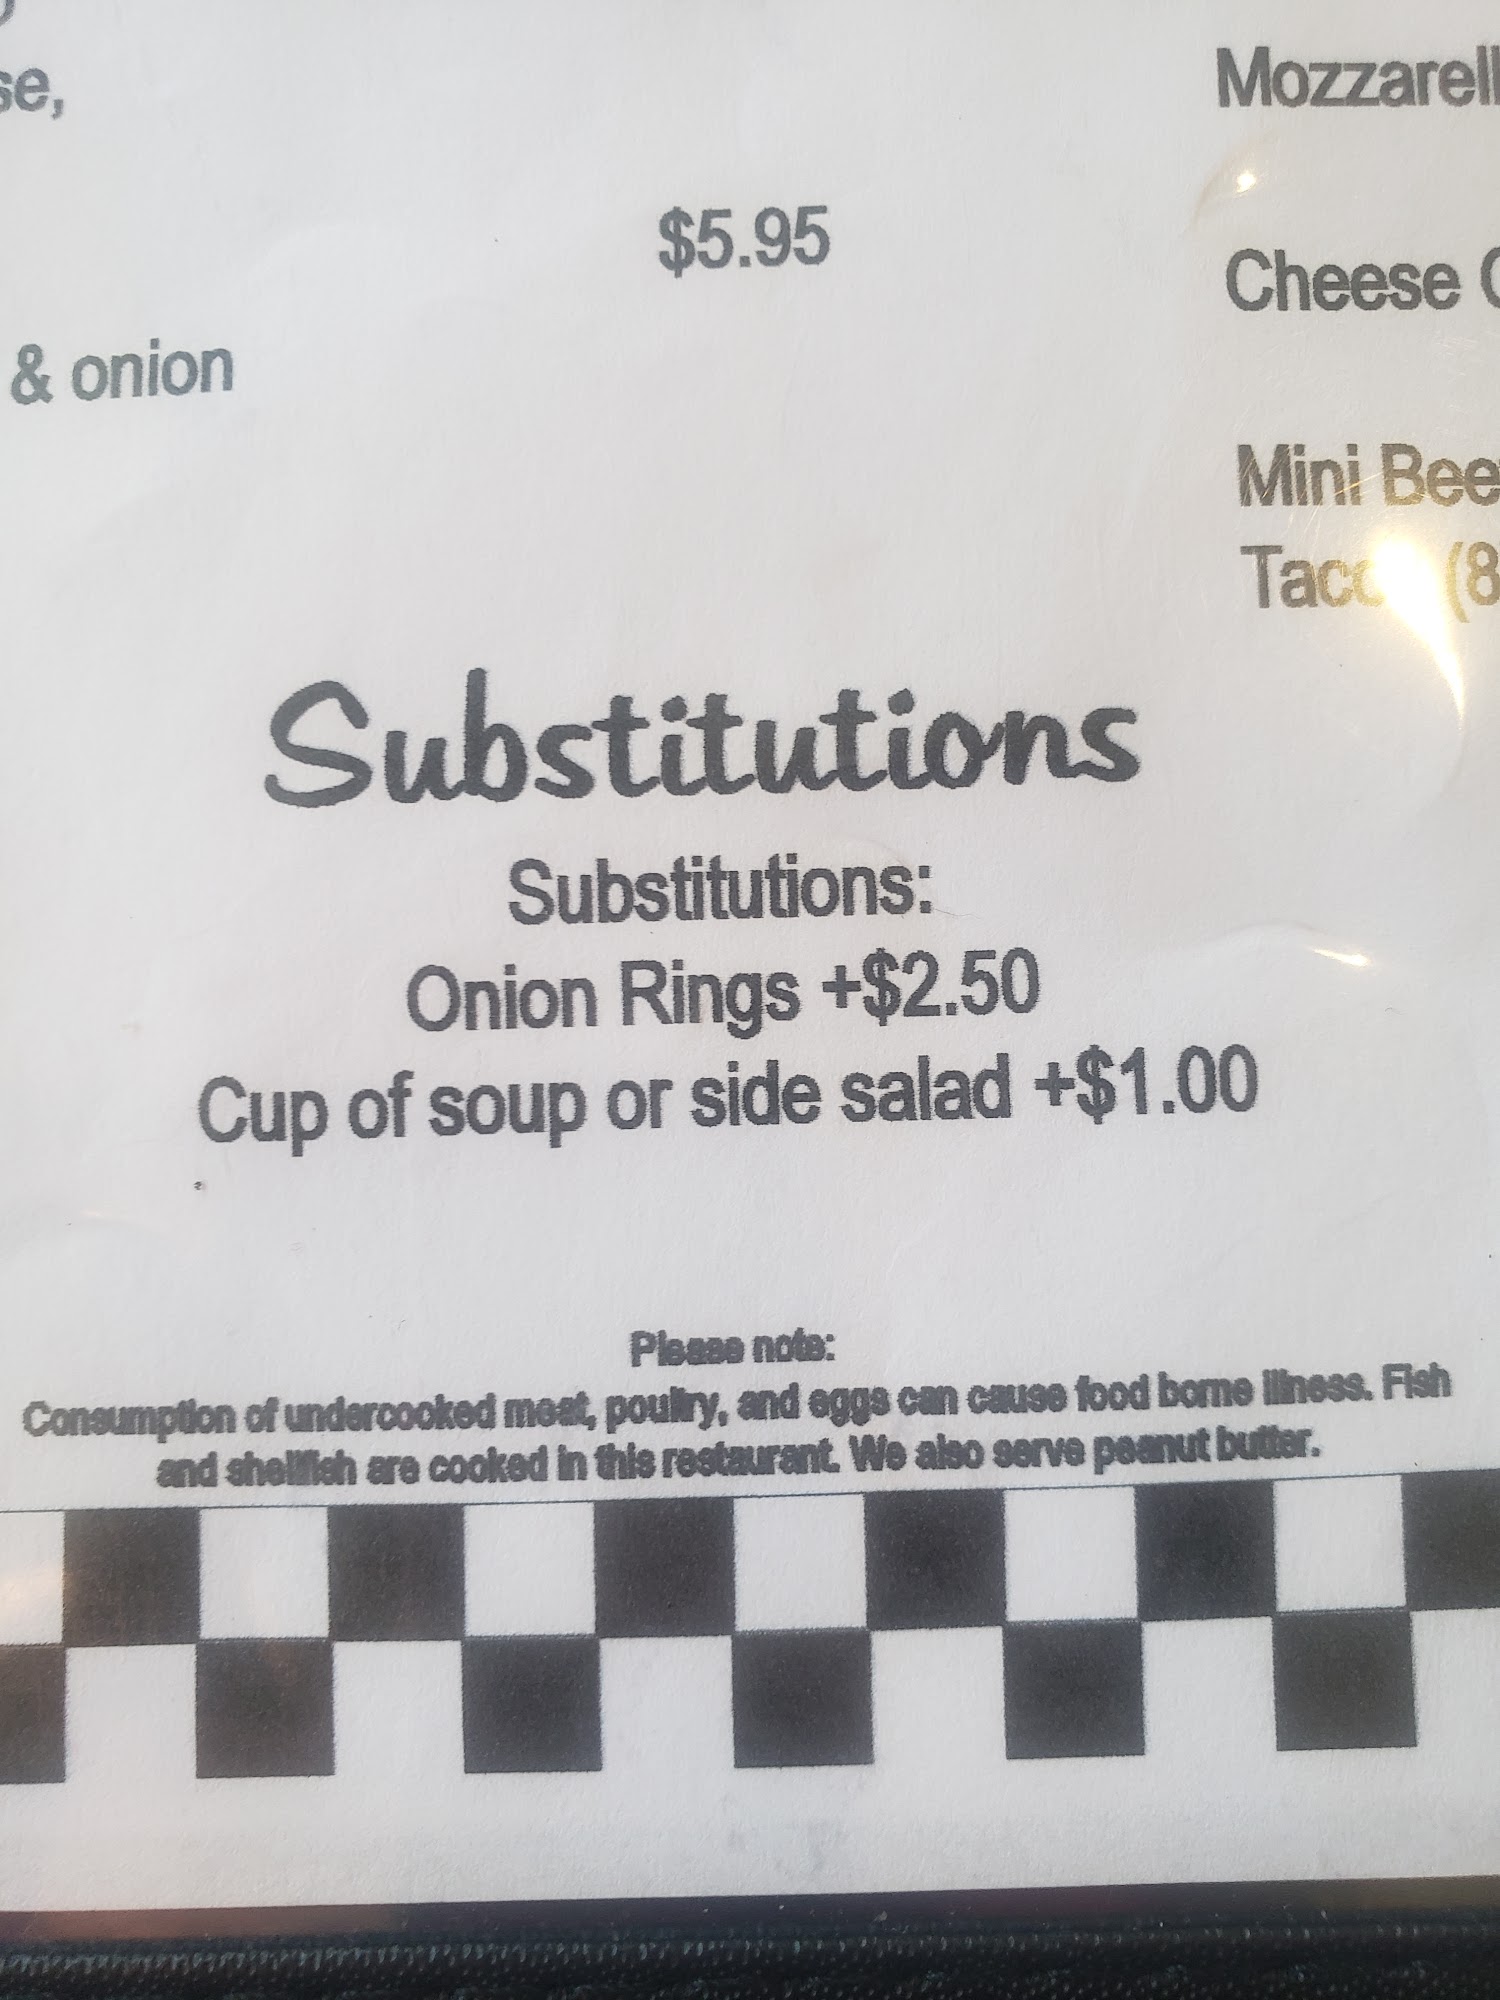 se,
$5.95
& onion
Mozzarell
Cheese
Mini Bee
(8
Substitutions
Substitutions:
Onion Rings +$2.50
Cup of soup or side salad +$1.00
Please note:
Consumption of undercooked meat, poultry, and eggs can cause food borne illness. Fish
and shellfish are cooked in this restaurant. We also serve peanut butter.